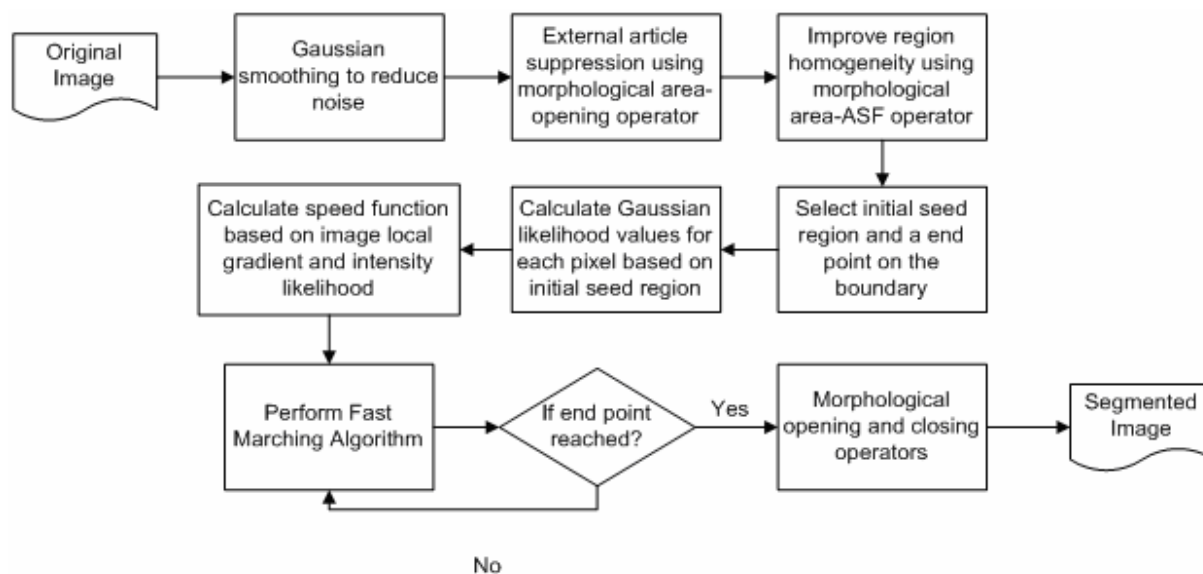 Original
Image
Gaussian
smoothing to reduce
noise
External article
suppression using
morphological area-
opening operator
Improve region
homogeneity using
morphological
area-ASF operator
Calculate speed function
based on image local
gradient and intensity
likelihood
Calculate Gaussian
likelihood values for
each pixel based on
initial seed region
Select initial seed
region and a end
point on the
boundary
Perform Fast
Marching Algorithm
If end point
reached?
Yes
Morphological
opening and closing
operators
Segmented
Image
No